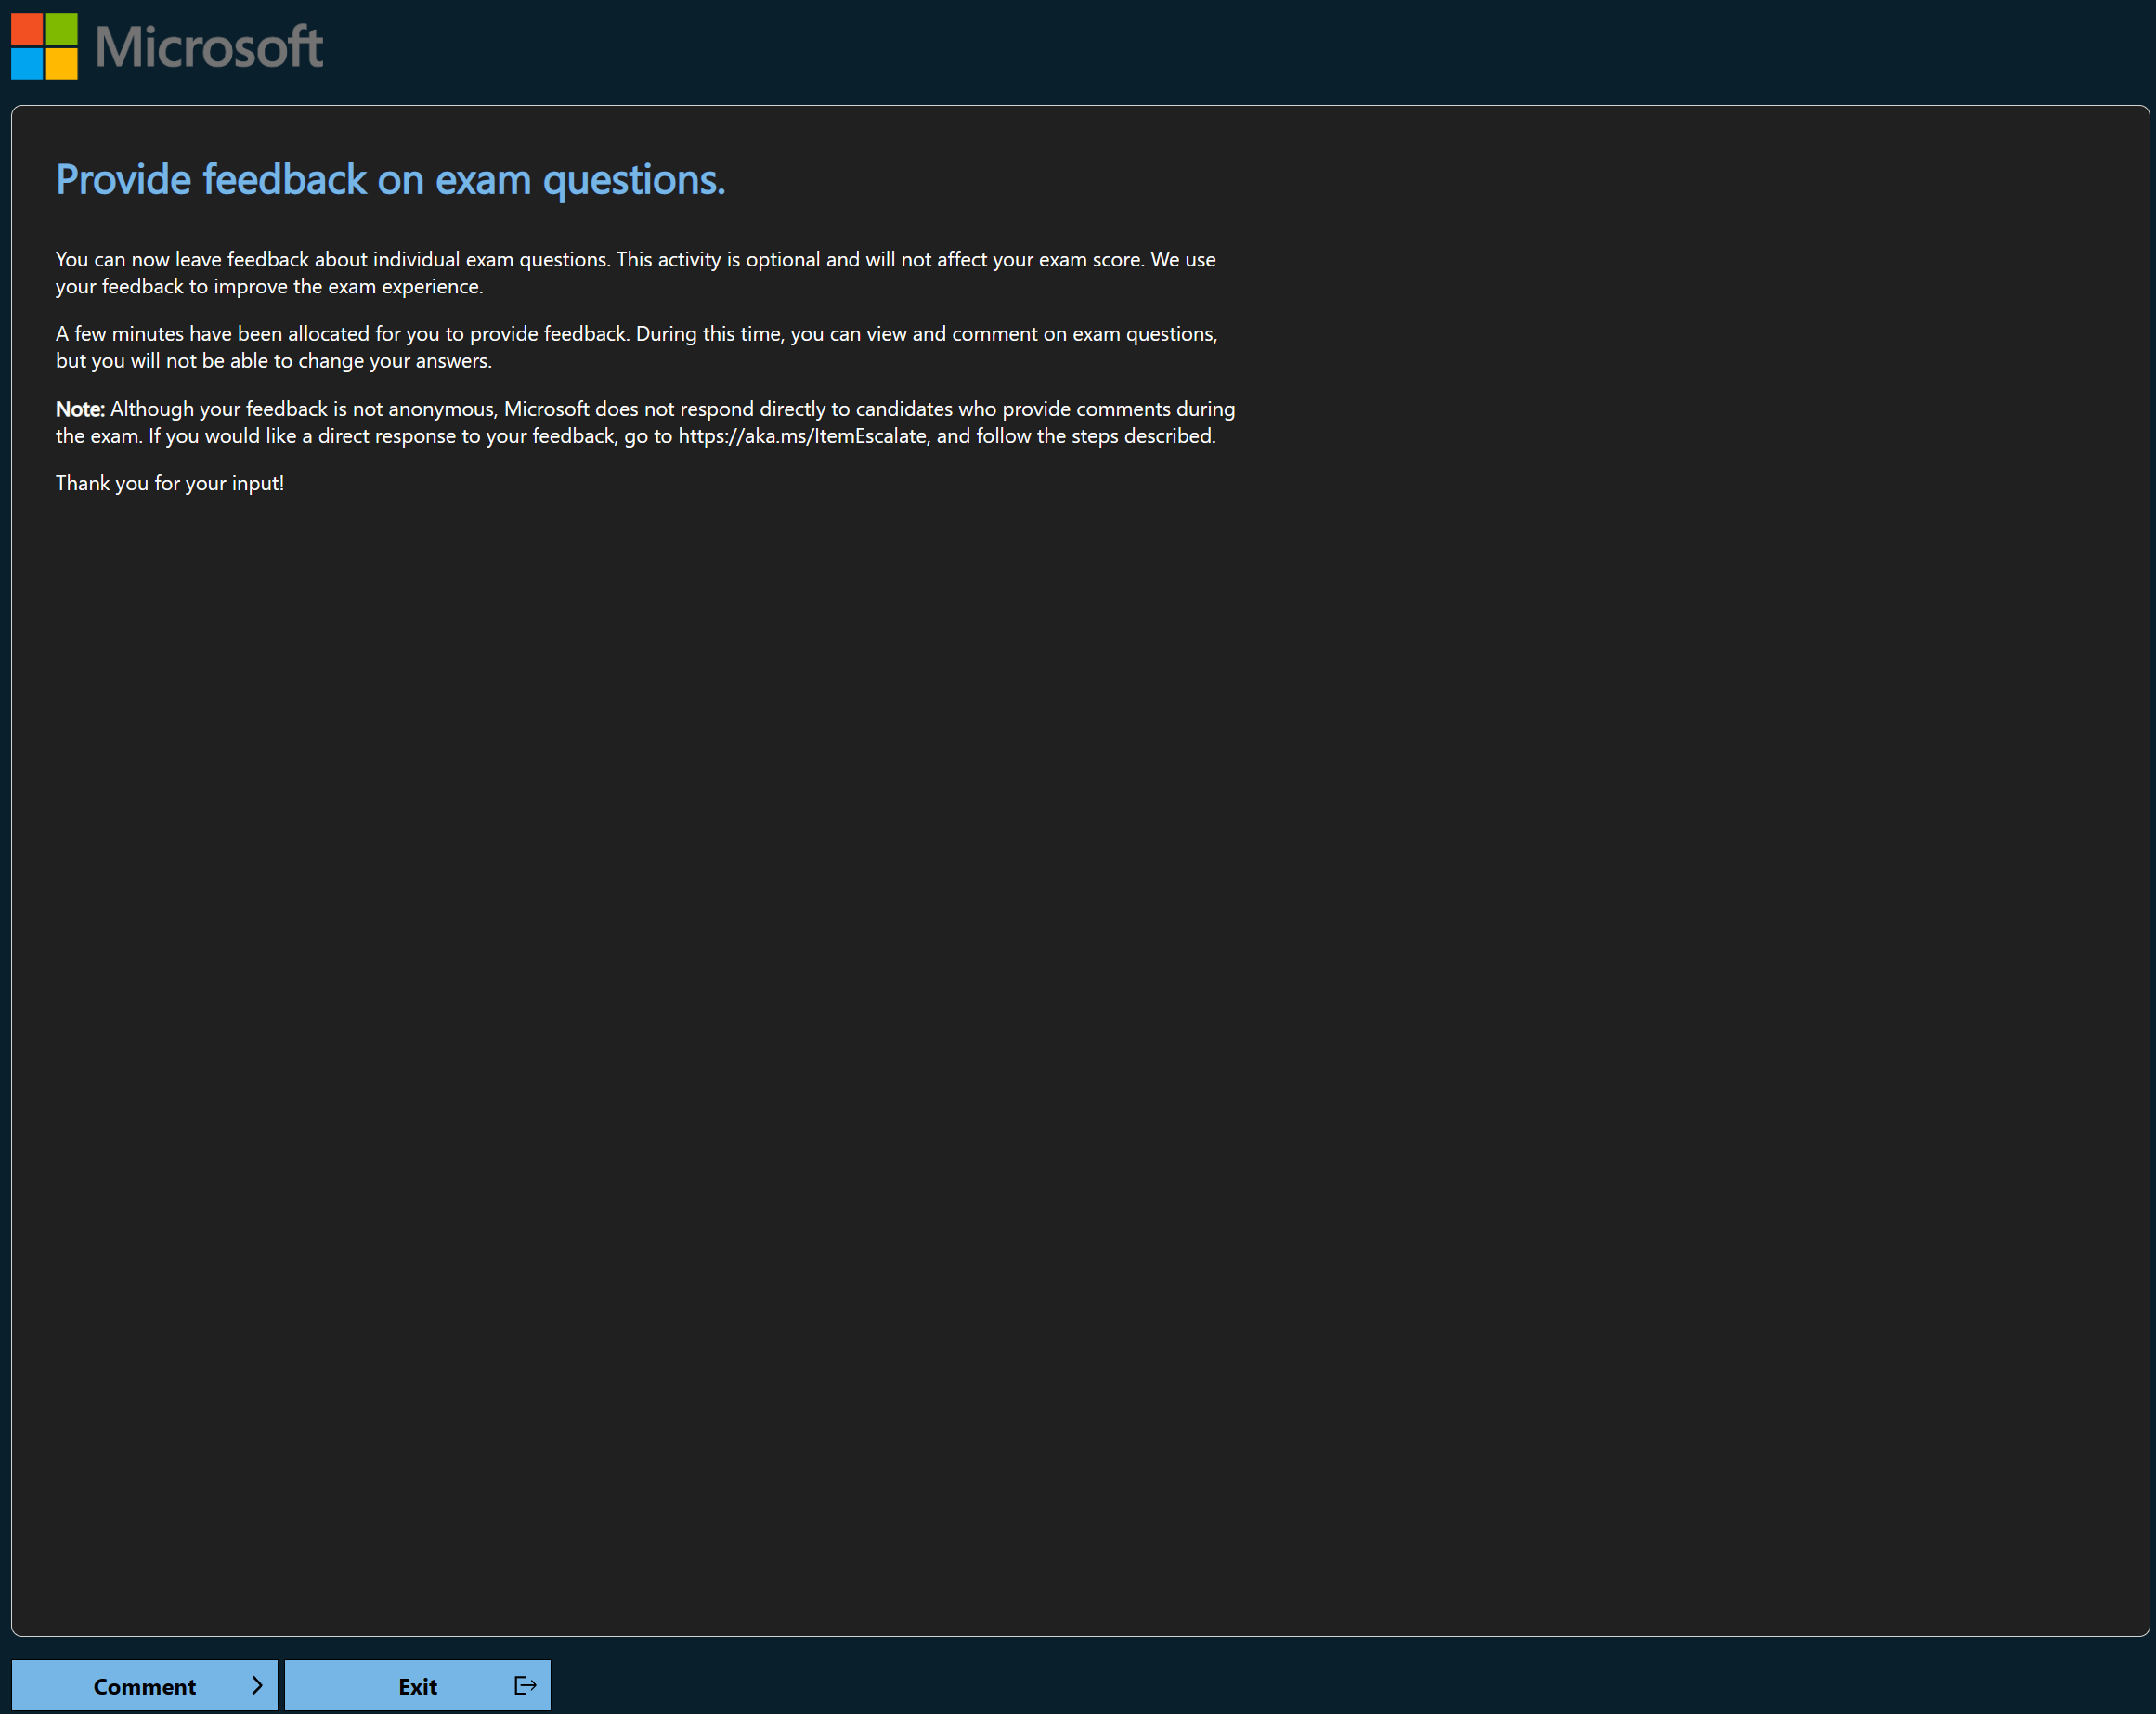 Microsoft
Provide feedback on exam questions.
You can now leave feedback about individual exam questions. This activity is optional and will not affect your exam score. We use
your feedback to improve the exam experience.
A few minutes have been allocated for you to provide feedback. During this time, you can view and comment on exam questions,
but you will not be able to change your answers.
Note: Although your feedback is not anonymous, Microsoft does not respond directly to candidates who provide comments during
the exam. If you would like a direct response to your feedback, go to https://aka.ms/ItemEscalate, and follow the steps described.
Thank you for your input!
Comment
Exit